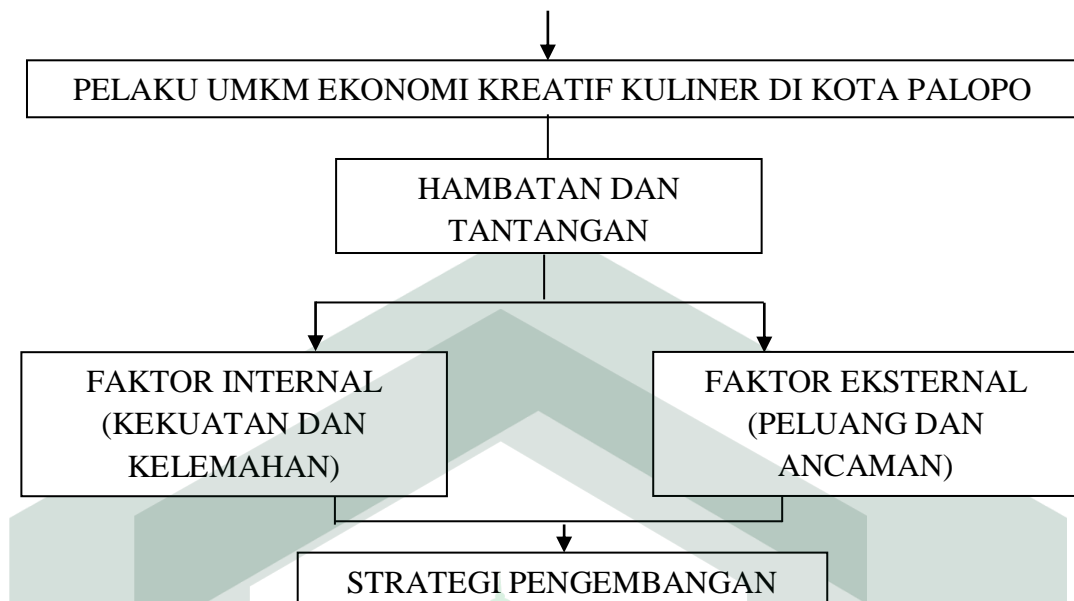 PELAKU UMKM EKONOMI KREATIF KULINER DI KOTA PALOPO
HAMBATAN DAN
TANTANGAN
FAKTOR INTERNAL
(KEKUATAN DAN
KELEMAHAN)
FAKTOR EKSTERNAL
(PELUANG DAN
ANCAMAN)
STRATEGI PENGEMBANGAN